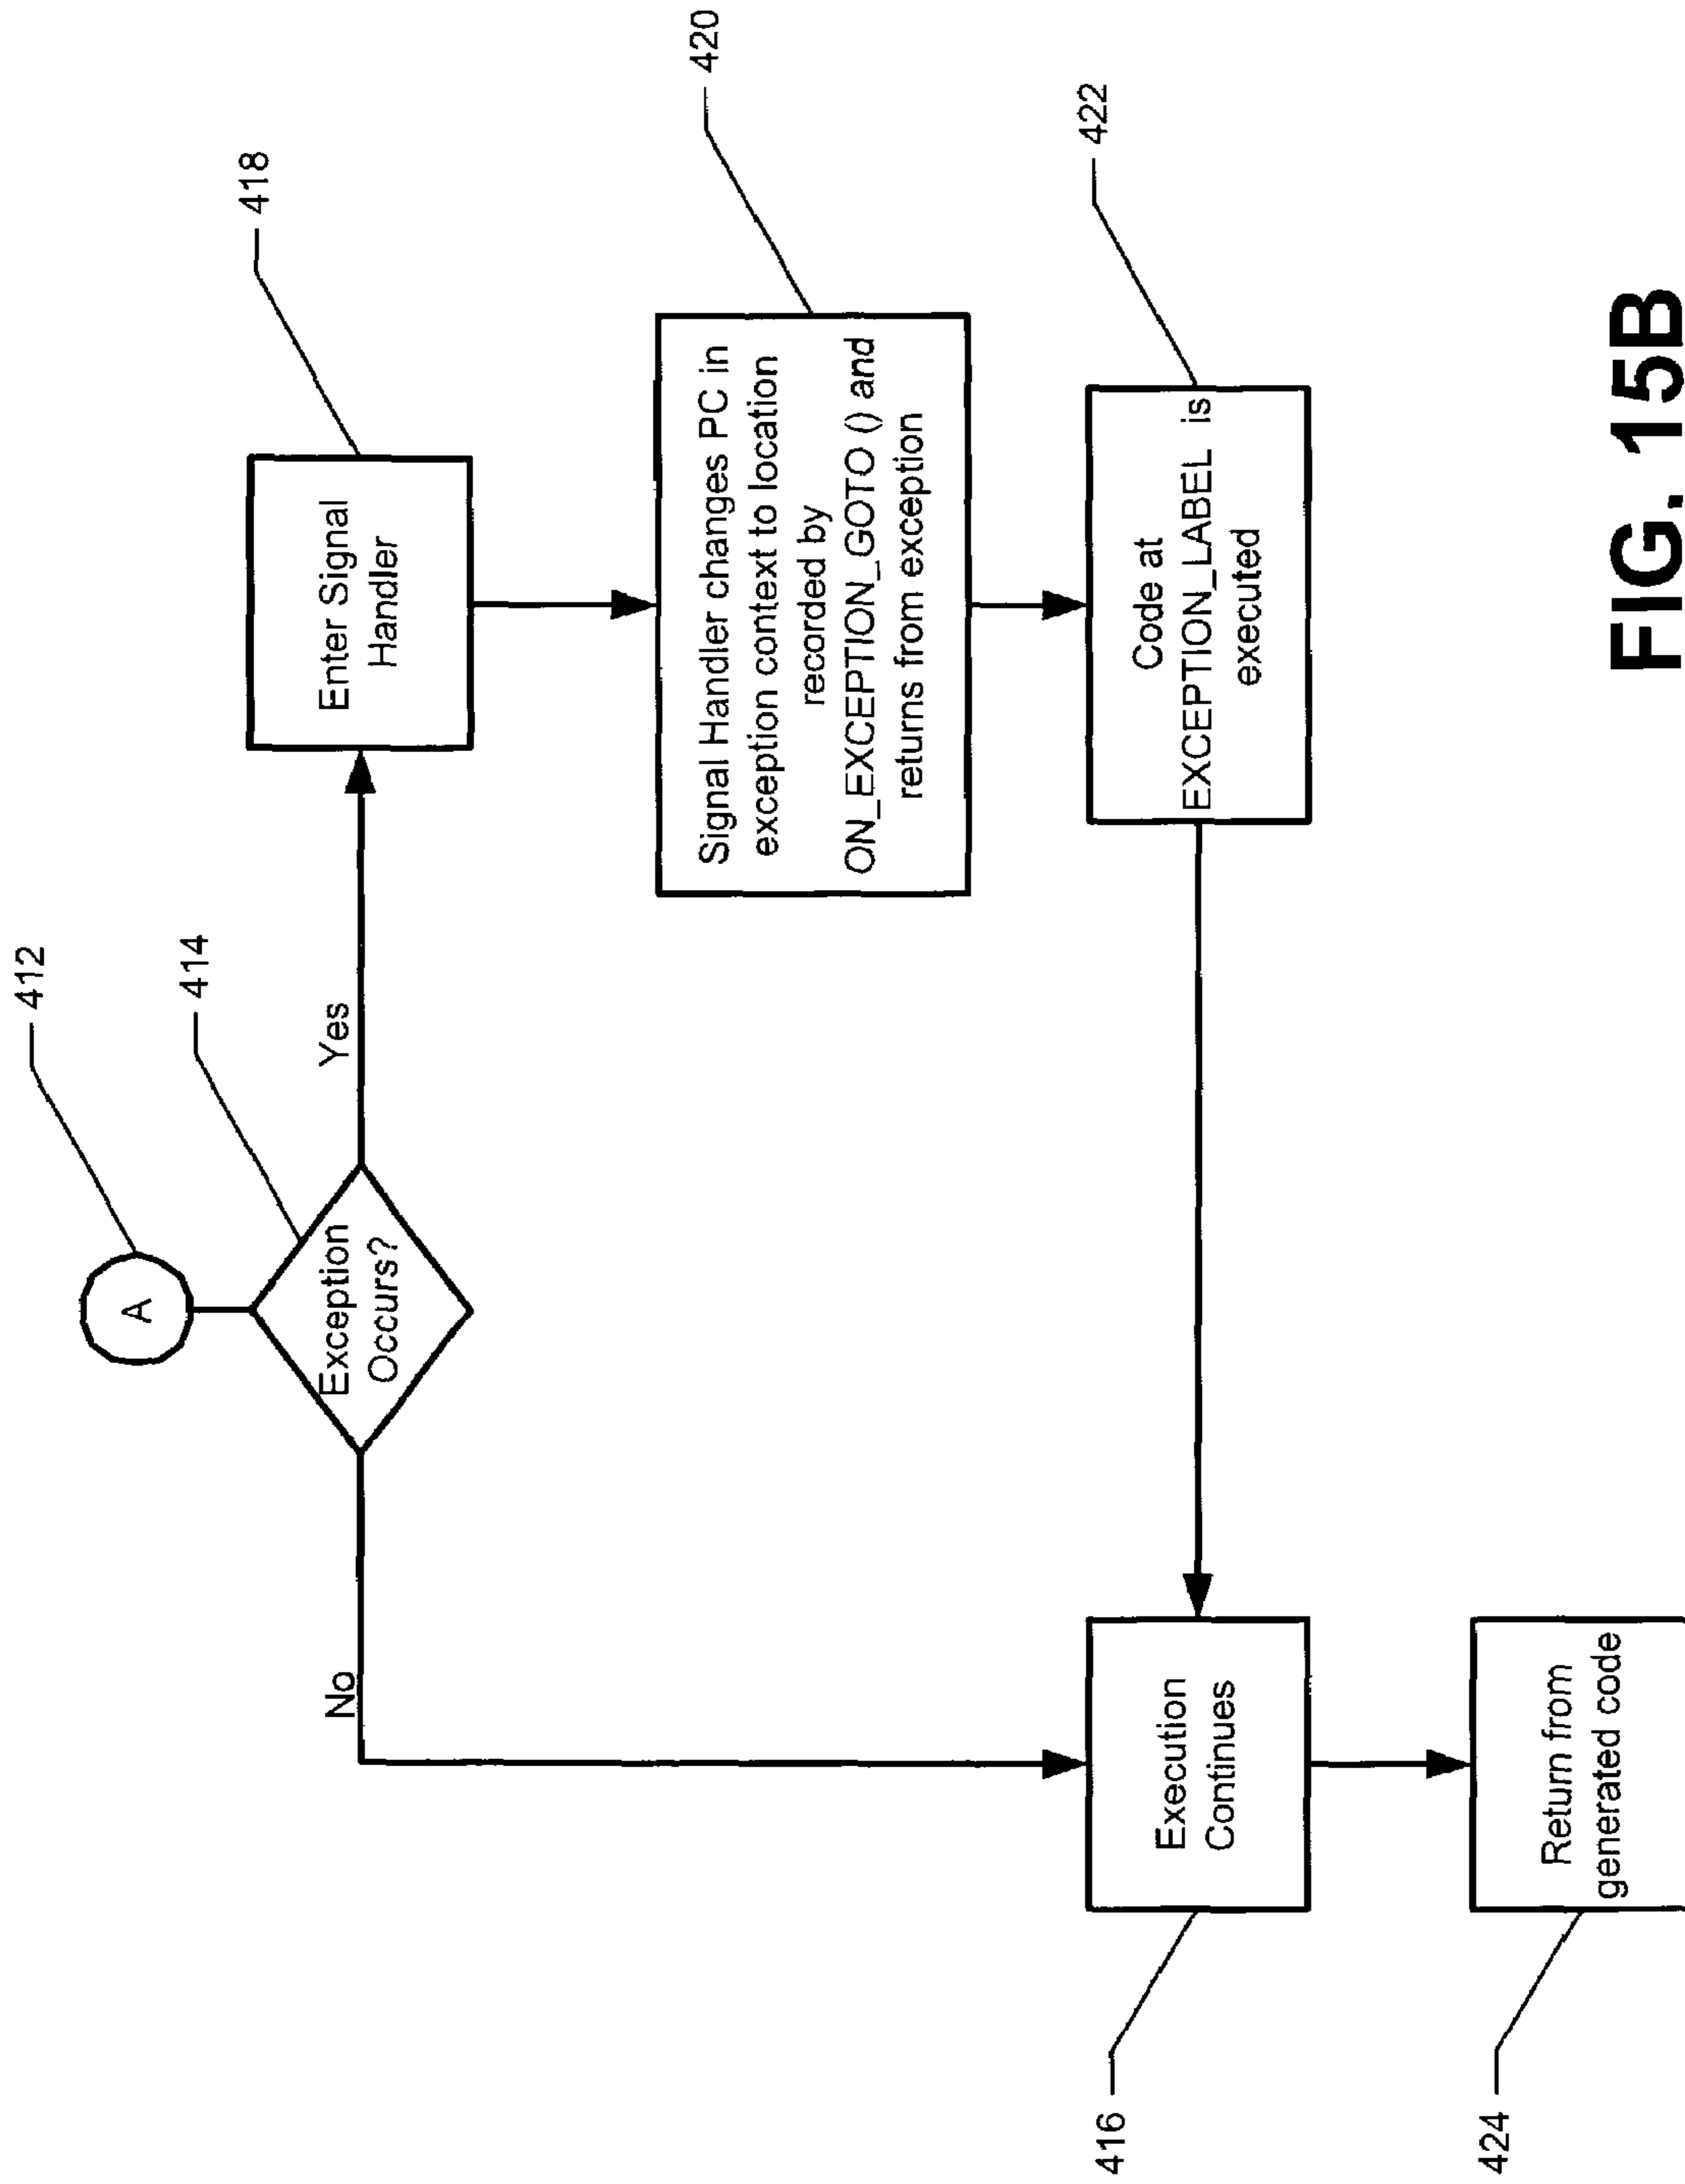 412
A
414
Exception
Occurs?
Yes
No
418
Enter Signal
Handler
420
Signal Handler changes PC in
exception context to location
recorded by
ON_EXCEPTION_GOTO () and
returns from exception
422
Code at
EXCEPTION_LABEL is
executed
416
Execution
Continues
424
Return from
generated code
FIG. 15B